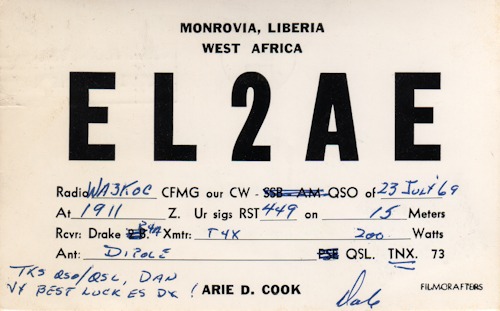 MONROVIA, LIBERIA
WEST AFRICA
EL2AE
Radio WA3KOC CFMG our CW - SSB - AM - QSO of 23 JULY '69
At 1911 Z. Ur sigs RST 449 on 15 Meters
Rcvr: Drake 2B. R4A Xmtr: T4X 200 Watts
Ant: DIPOLE PSE QSL. TNX. 73
TKS QSO/QSL, DAN
VY BEST LUCK ES DX !
ARIE D. COOK
FILMCRAFTERS